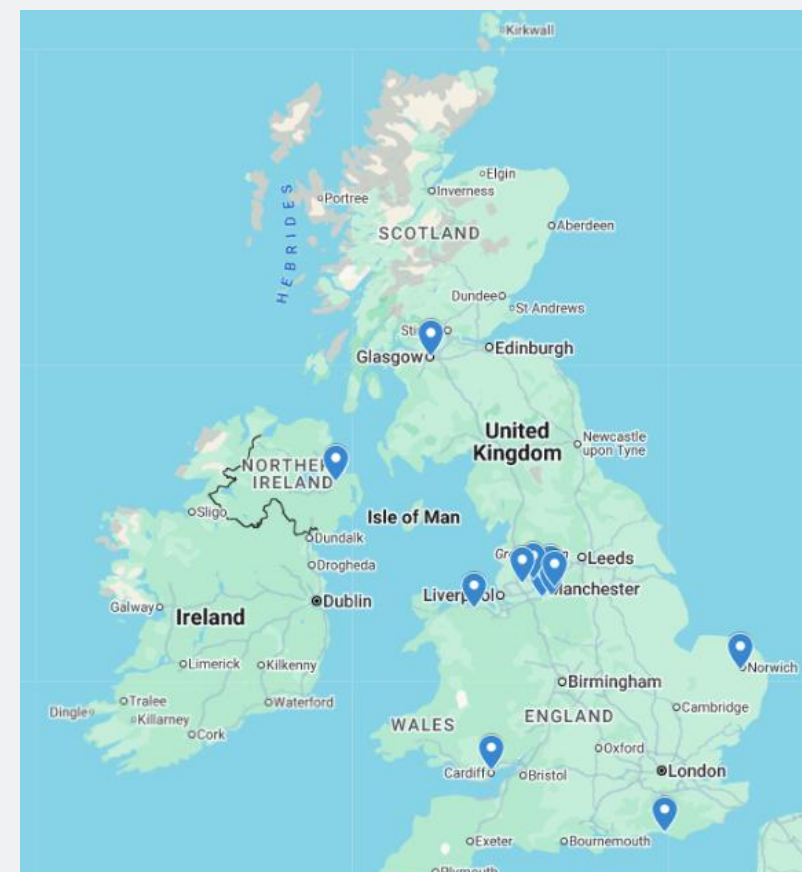 Kirkwall
Elgin
Inverness
Portree
SCOTLAND
Aberdeen
HEBRIDES
Dundee
St Andrews
Glasgow
Edinburgh
United
Kingdom
Newcastle
upon Tyne
IRELAND
Isle of Man
Sligo
Dundalk
Leeds
Drogheda
Manchester
Dublin
Galway
Ireland
Norwich
Limerick
Kilkenny
Birmingham
Tralee
Waterford
Cambridge
Dingle
Killarney
WALES
ENGLAND
Cork
Oxford
Cardiff
Bristol
London
Exeter
Bournemouth